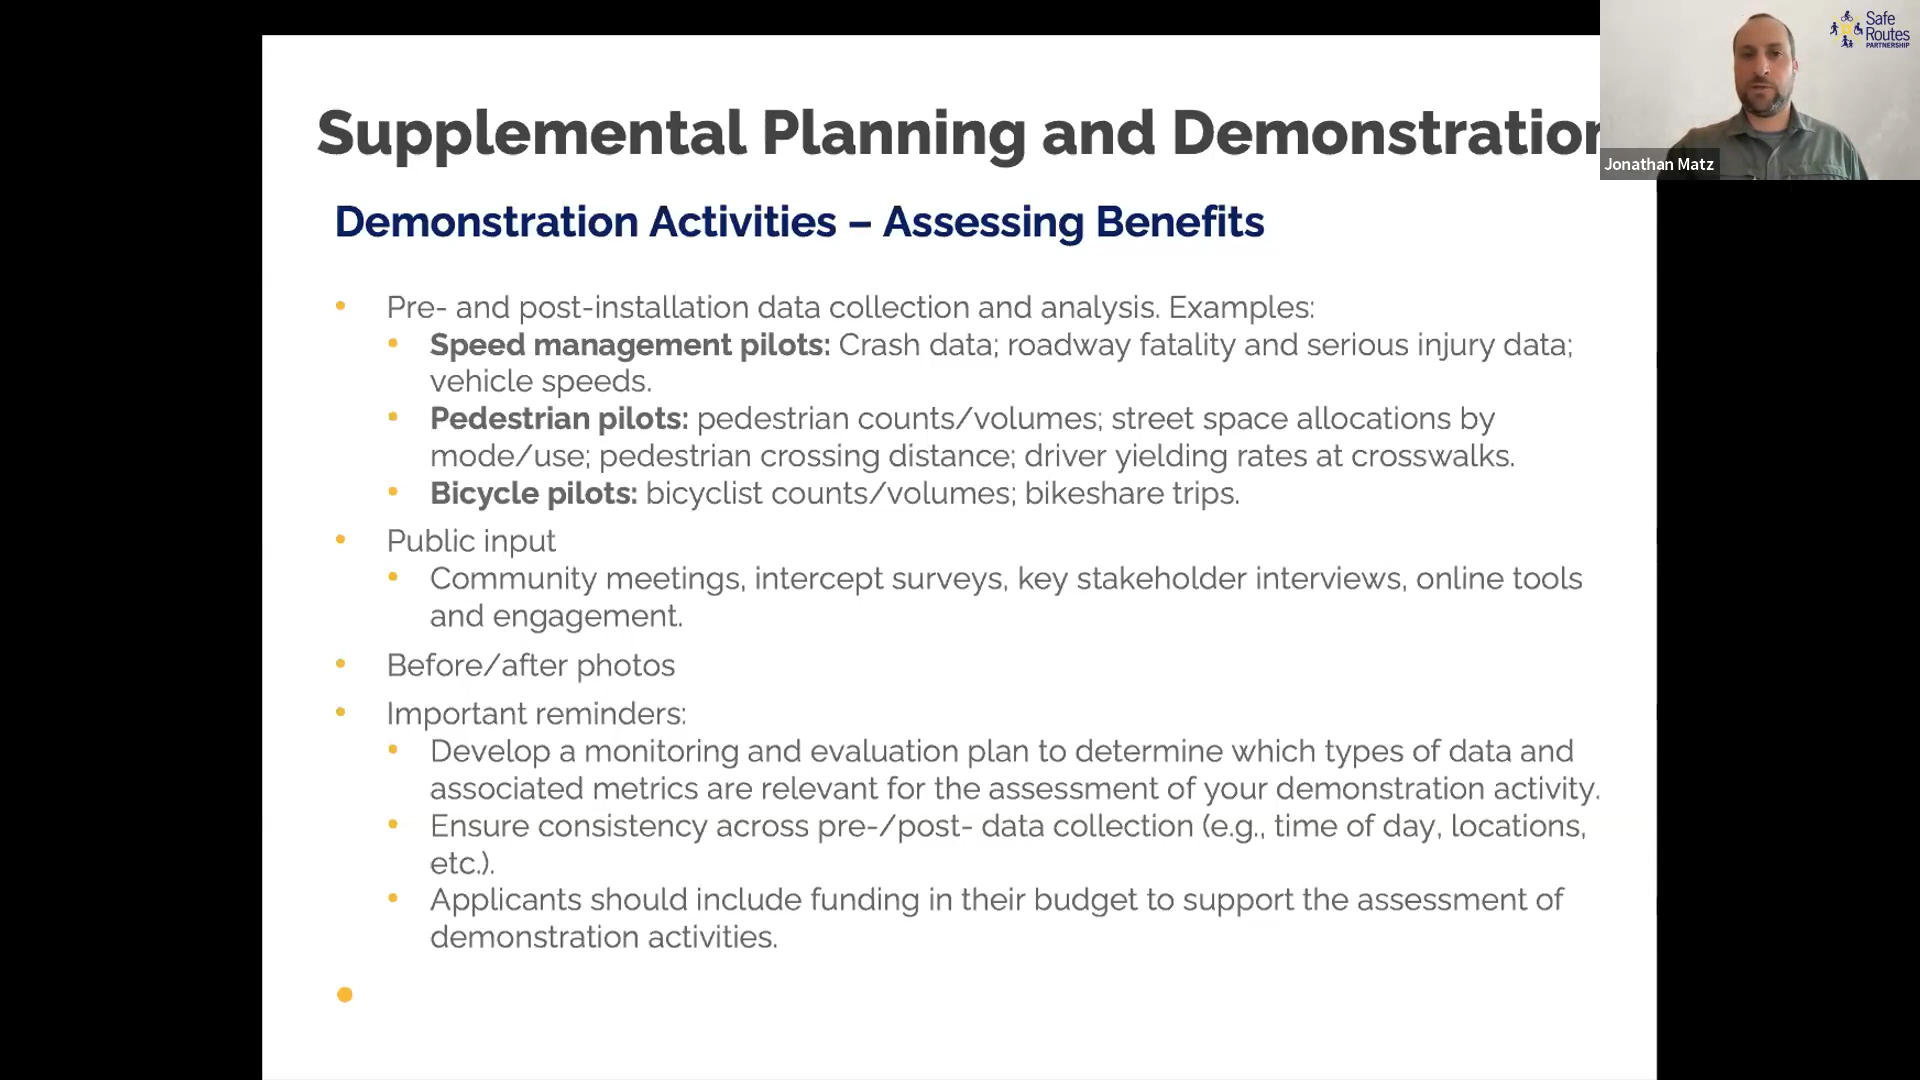 Supplemental Planning and Demonstration
Safe
Routes
PARTNERSHIP
Jonathan Matz
Demonstration Activities – Assessing Benefits
• Pre- and post-installation data collection and analysis. Examples:
• Speed management pilots: Crash data; roadway fatality and serious injury data;
vehicle speeds.
• Pedestrian pilots: pedestrian counts/volumes; street space allocations by
mode/use; pedestrian crossing distance; driver yielding rates at crosswalks.
• Bicycle pilots: bicyclist counts/volumes; bikeshare trips.
• Public input
• Community meetings, intercept surveys, key stakeholder interviews, online tools
and engagement.
• Before/after photos
• Important reminders:
• Develop a monitoring and evaluation plan to determine which types of data and
associated metrics are relevant for the assessment of your demonstration activity.
• Ensure consistency across pre-/post- data collection (e.g., time of day, locations,
etc.).
• Applicants should include funding in their budget to support the assessment of
demonstration activities.
•